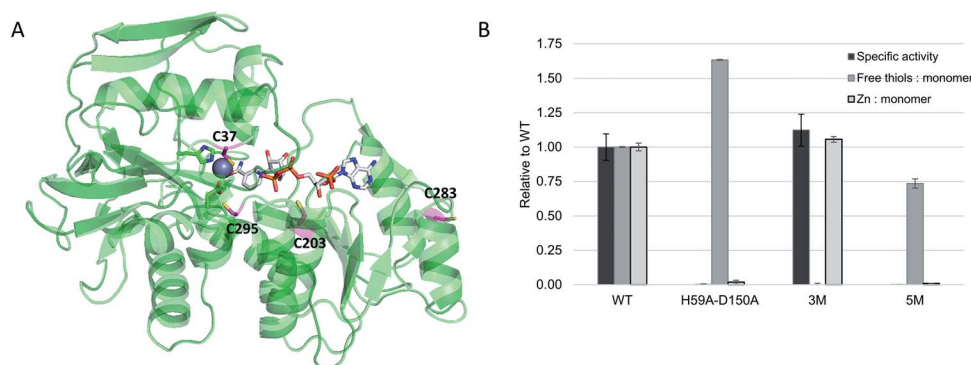 A
C37
C283
C295
C203
B
Relative to WT
1.75
1.50
1.25
1.00
0.75
0.50
0.25
0.00
Specific activity
Free thiols : monomer
Zn : monomer
WT
H59A-D150A
3M
5M